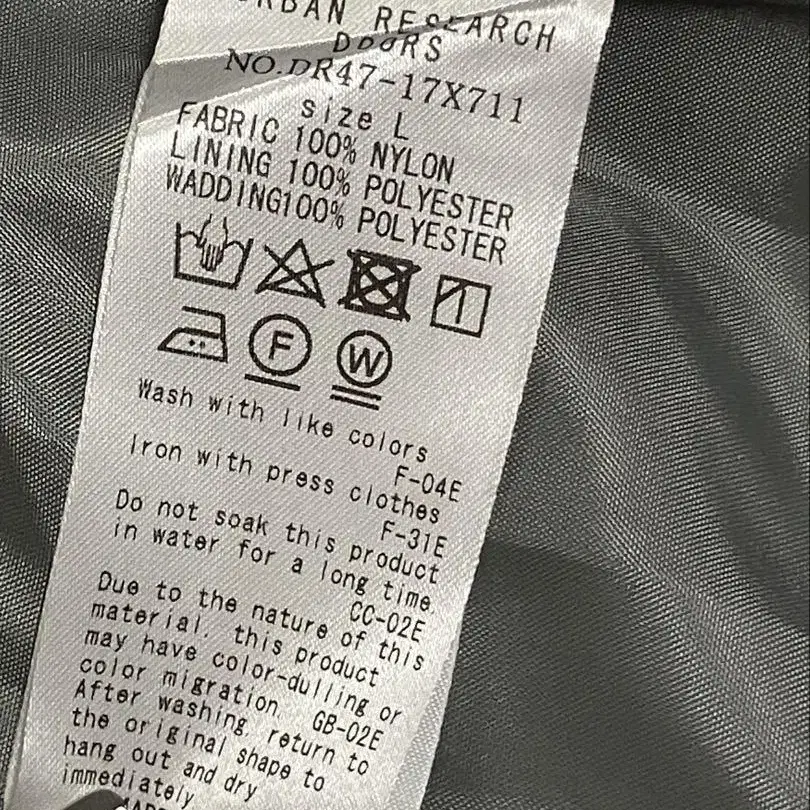 RBAN RESEARCH
DOORS
NO.DR47-17X711
size L
FABRIC 100% NYLON
LINING 100% POLYESTER
WADDING100% POLYESTER
F W
Wash with like colors
F-04E
Iron with press clothes
F-31E
Do not soak this product
in water for a long time.
CC-02E
Due to the nature of this
material, this product
may have color-dulling or
color migration. GB-02E
After washing, return to
the original shape to
hang out and dry
immediately